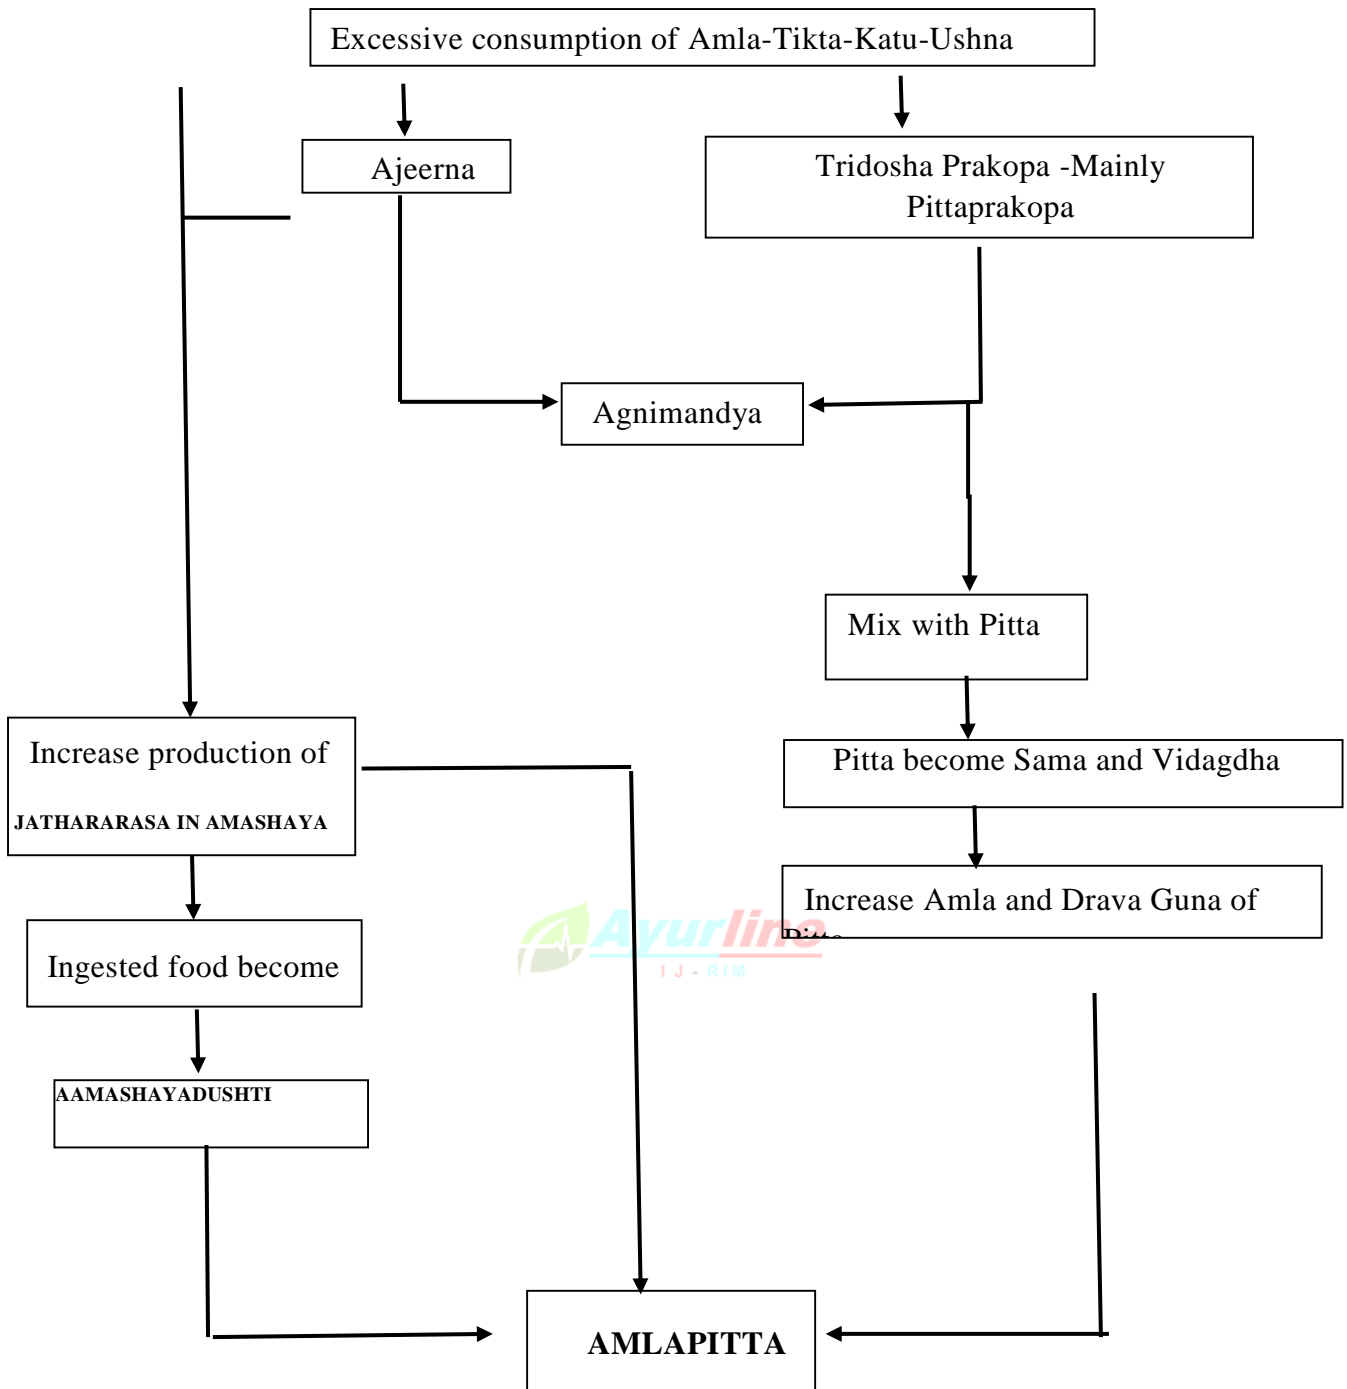 Excessive consumption of Amla-Tikta-Katu-Ushna
Ajeerna
Tridosha Prakopa -Mainly
Pittaprakopa
Agnimandya
Mix with Pitta
Increase production of
JATHARARASA IN AMASHAYA
Pitta become Sama and Vidagdha
Increase Amla and Drava Guna of
Ayurline
IJ-RIM
Ingested food become
AAMASHAYADUSHTI
AMLAPITTA